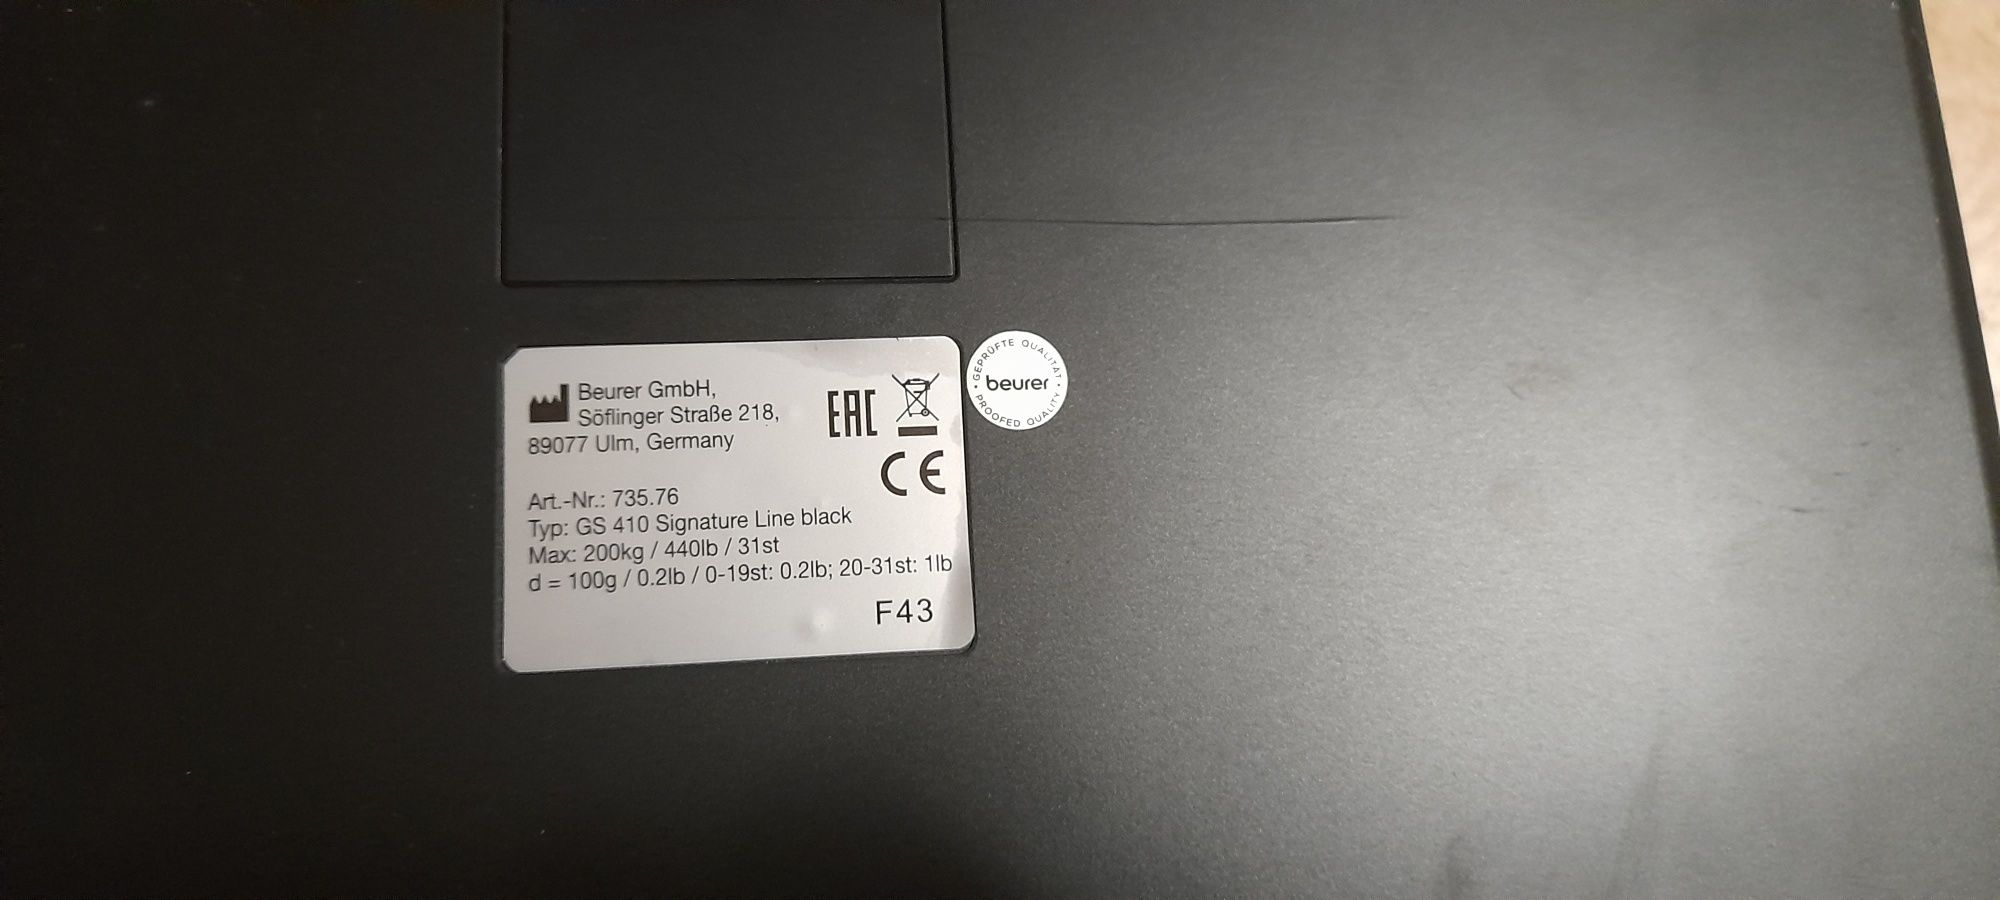 Beurer GmbH,
Söflinger Straße 218,
89077 Ulm, Germany
EAC
CE
Art.-Nr.: 735.76
Typ: GS 410 Signature Line black
Max: 200kg / 440lb / 31st
d = 100g / 0.2lb / 0-19st: 0.2lb; 20-31st: 1lb
F43
GEPRÜFTE QUALITÄT
beurer
PROOFED QUALITY